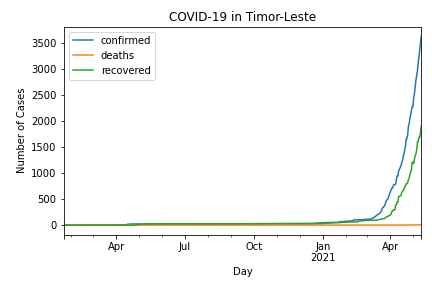 COVID-19 in Timor-Leste
confirmed
deaths
recovered
3500
3000
2500
2000
1500
1000
500
0
Number of Cases
Apr
Jul
Oct
Jan
2021
Apr
Day